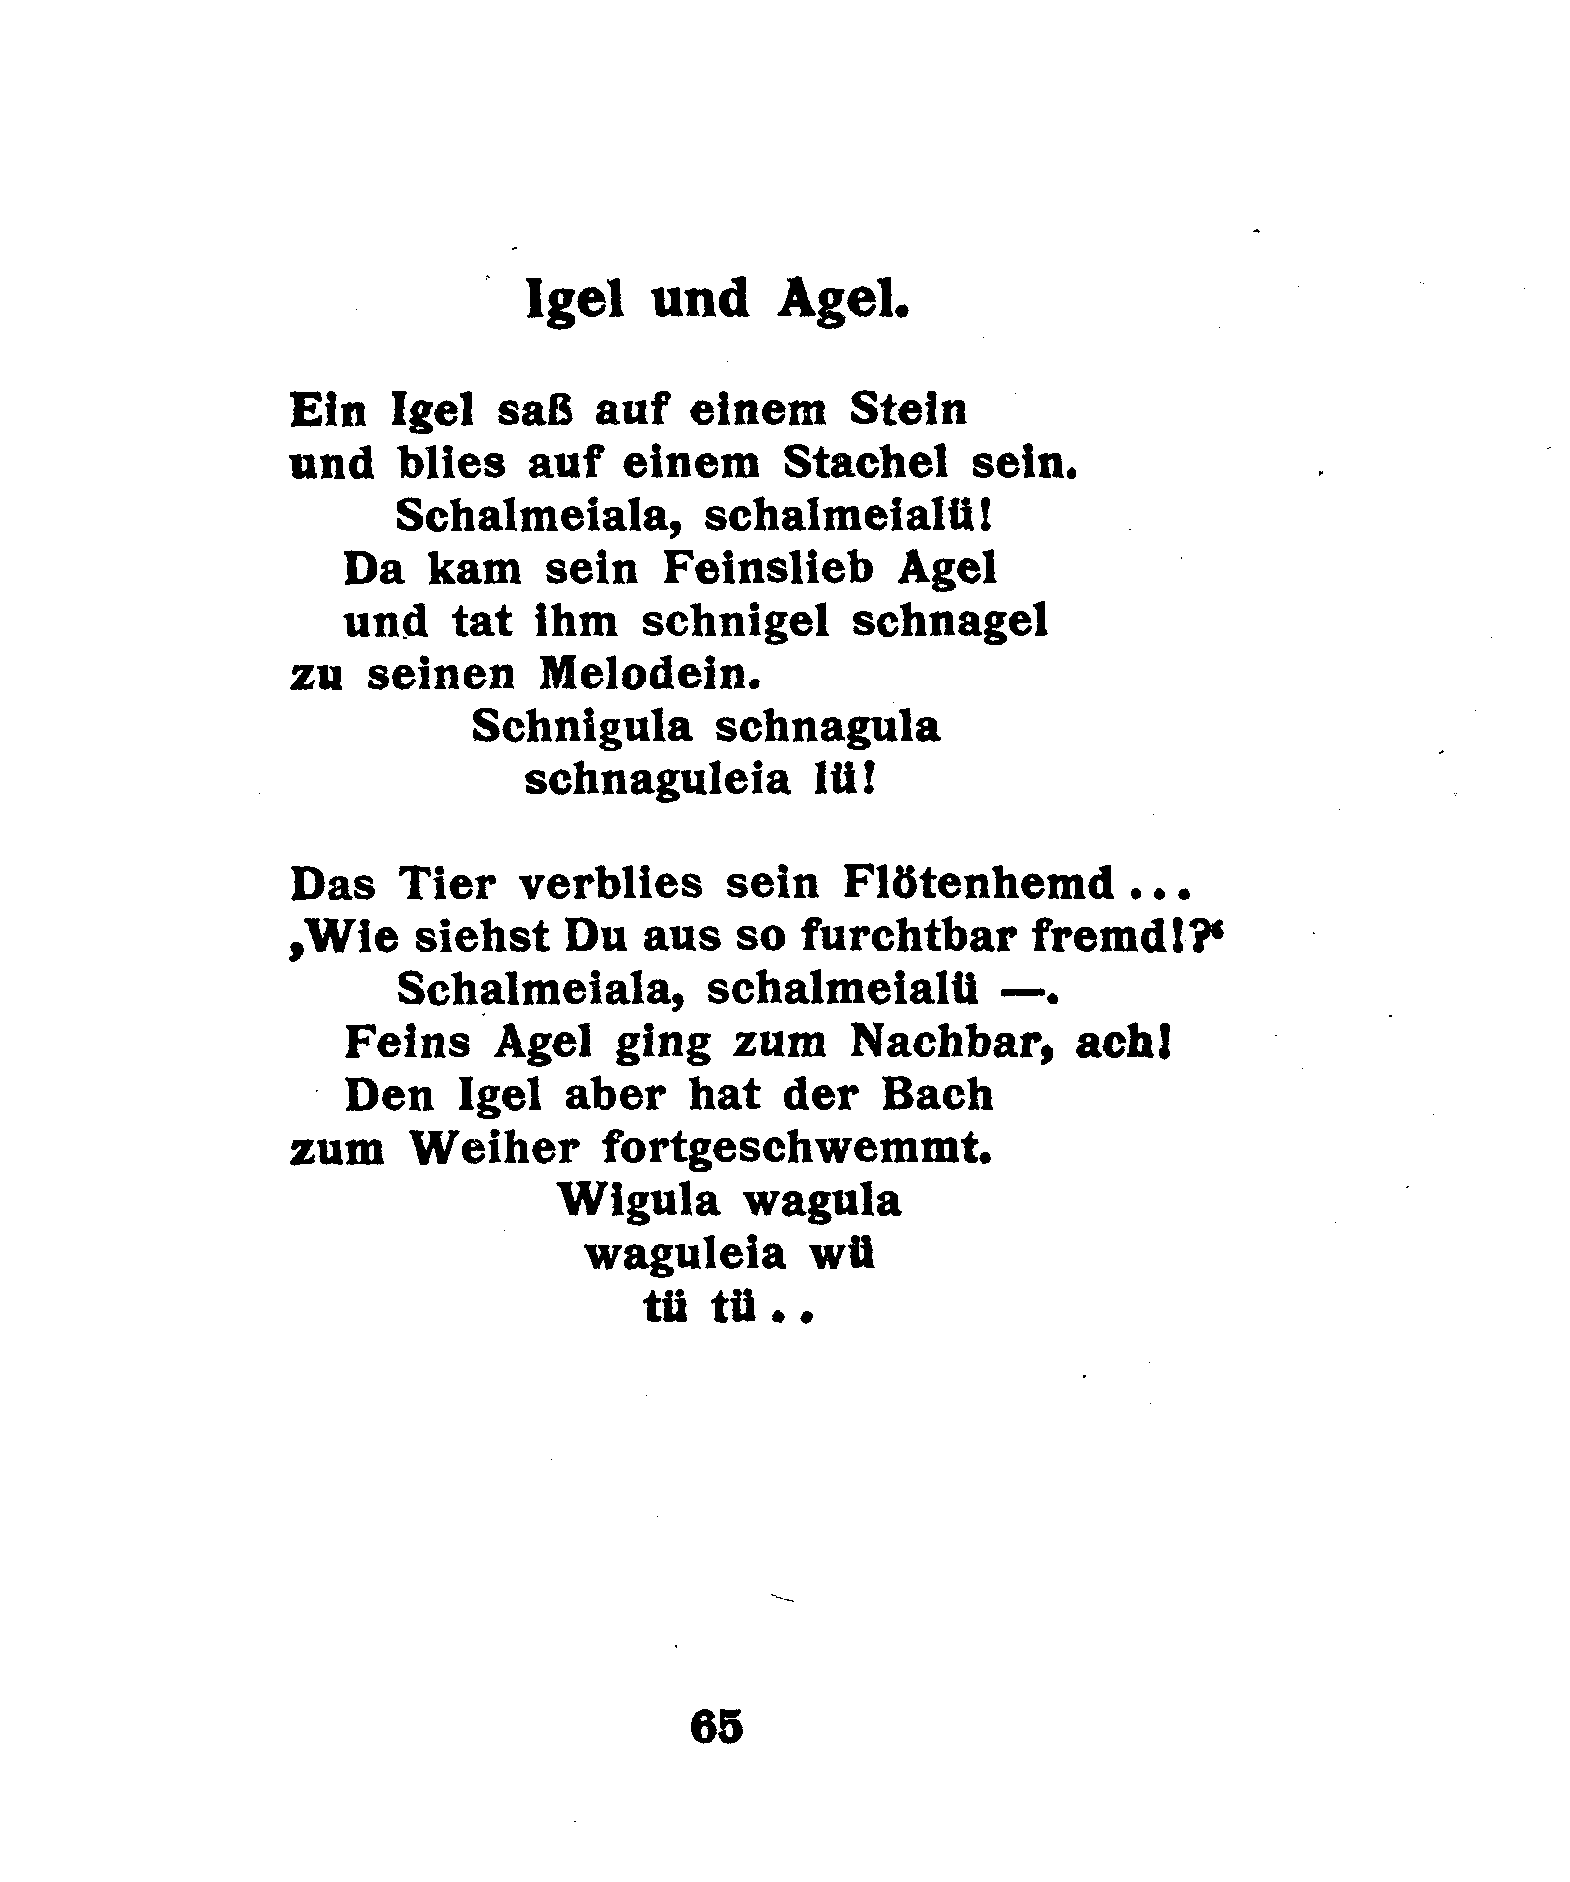 Igel und Agel.
Ein Igel saß auf einem Stein
und blies auf einem Stachel sein.
Schalmeiala, schalmeialü!
Da kam sein Feinslieb Agel
und tat ihm schnigel schnagel
zu seinen Melodein.
Schnigula schnagula
schnaguleia lü!
Das Tier verblies sein Flötenhemd ...
‚Wie siehst Du aus so furchtbar fremd!?‘
Schalmeiala, schalmeialü —.
Feins Agel ging zum Nachbar, ach!
Den Igel aber hat der Bach
zum Weiher fortgeschwemmt.
Wigula wagula
waguleia wü
tü tü . .
65